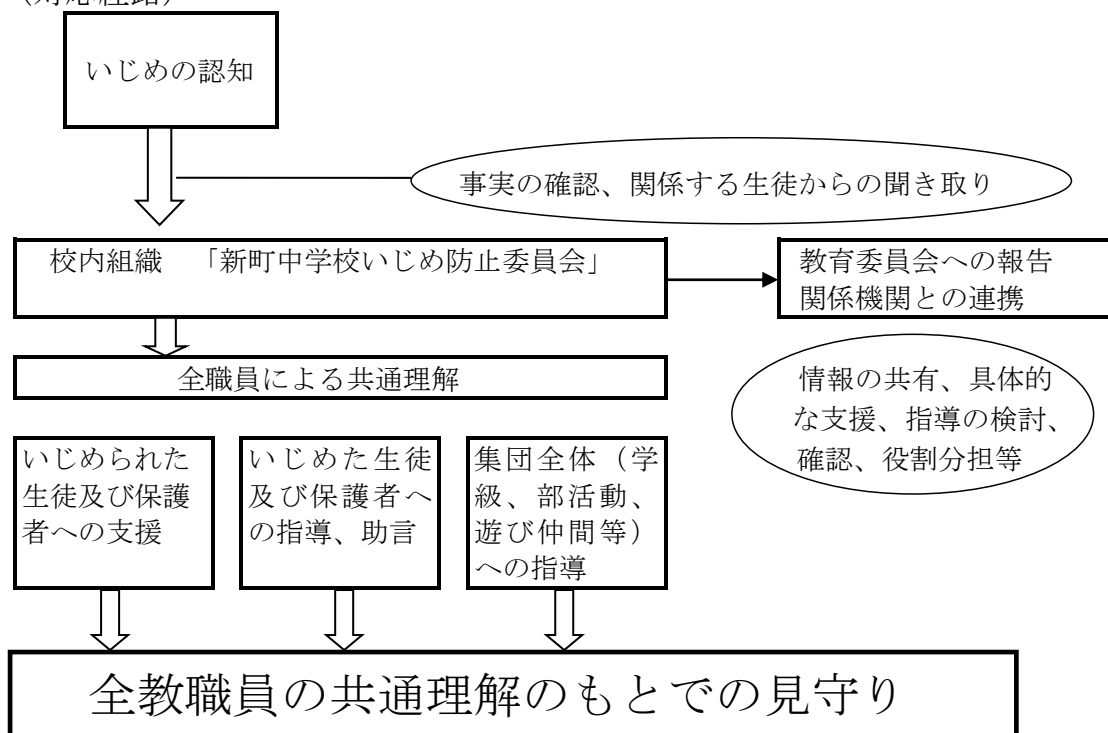 (対応経路)
いじめの認知
事実の確認、関係する生徒からの聞き取り
校内組織　「新町中学校いじめ防止委員会」
教育委員会への報告
関係機関との連携
全職員による共通理解
情報の共有、具体的
な支援、指導の検討、
確認、役割分担等
いじめられた
生徒及び保護
者への支援
いじめた生徒
及び保護者へ
の指導、助言
集団全体（学
級、部活動、
遊び仲間等）
への指導
全教職員の共通理解のもとでの見守り